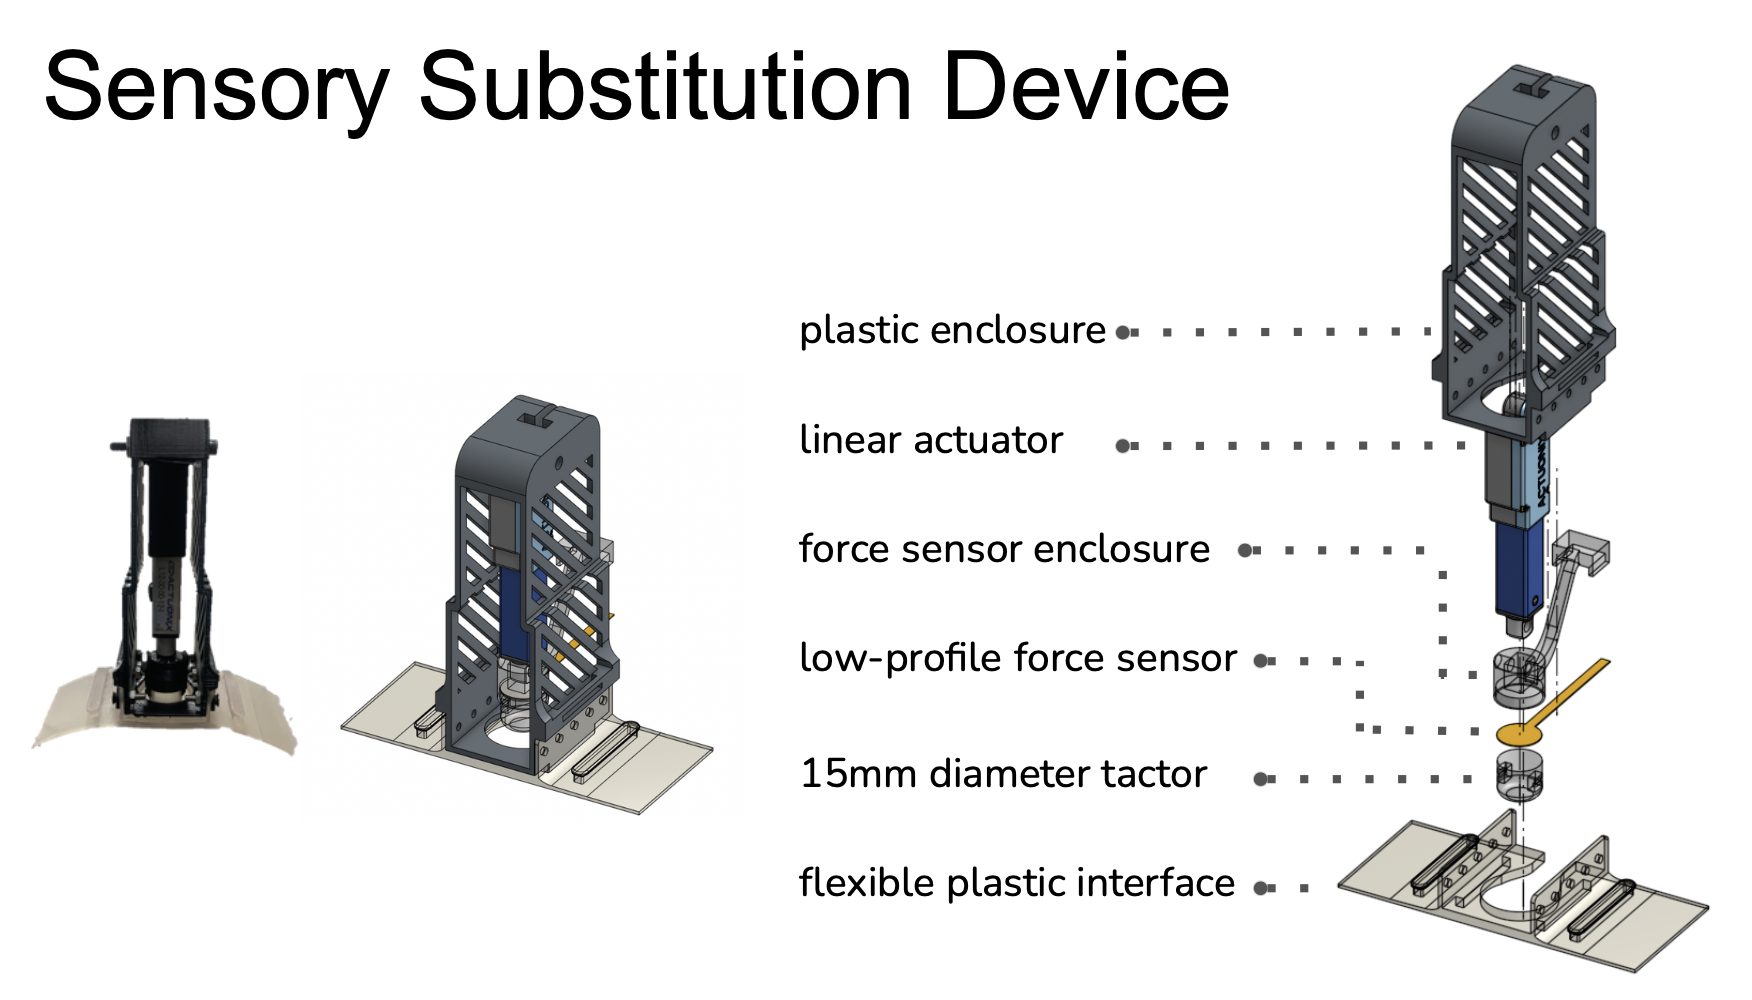 Sensory Substitution Device
plastic enclosure
linear actuator
force sensor enclosure
low-profile force sensor
15mm diameter tactor
flexible plastic interface
ACTUONIX